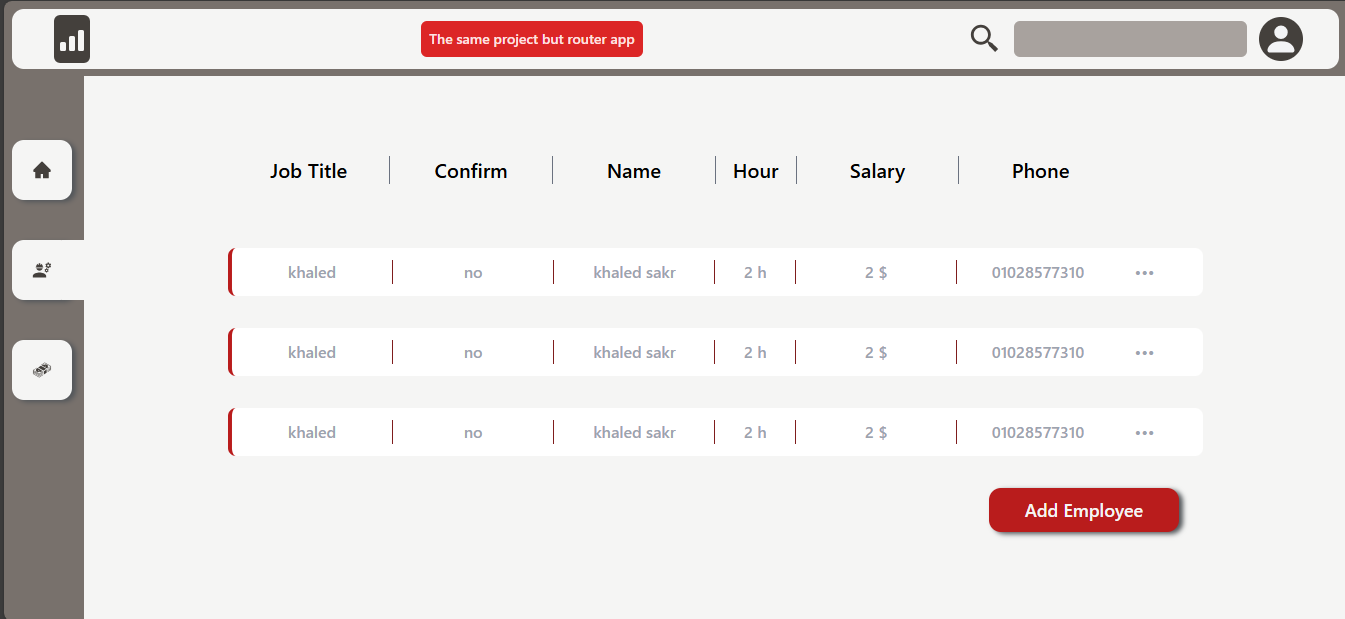 The same project but router app
Job Title Confirm Name Hour Salary Phone
khaled no khaled sakr 2 h 2 $ 01028577310 •••
khaled no khaled sakr 2 h 2 $ 01028577310 •••
khaled no khaled sakr 2 h 2 $ 01028577310 •••
Add Employee